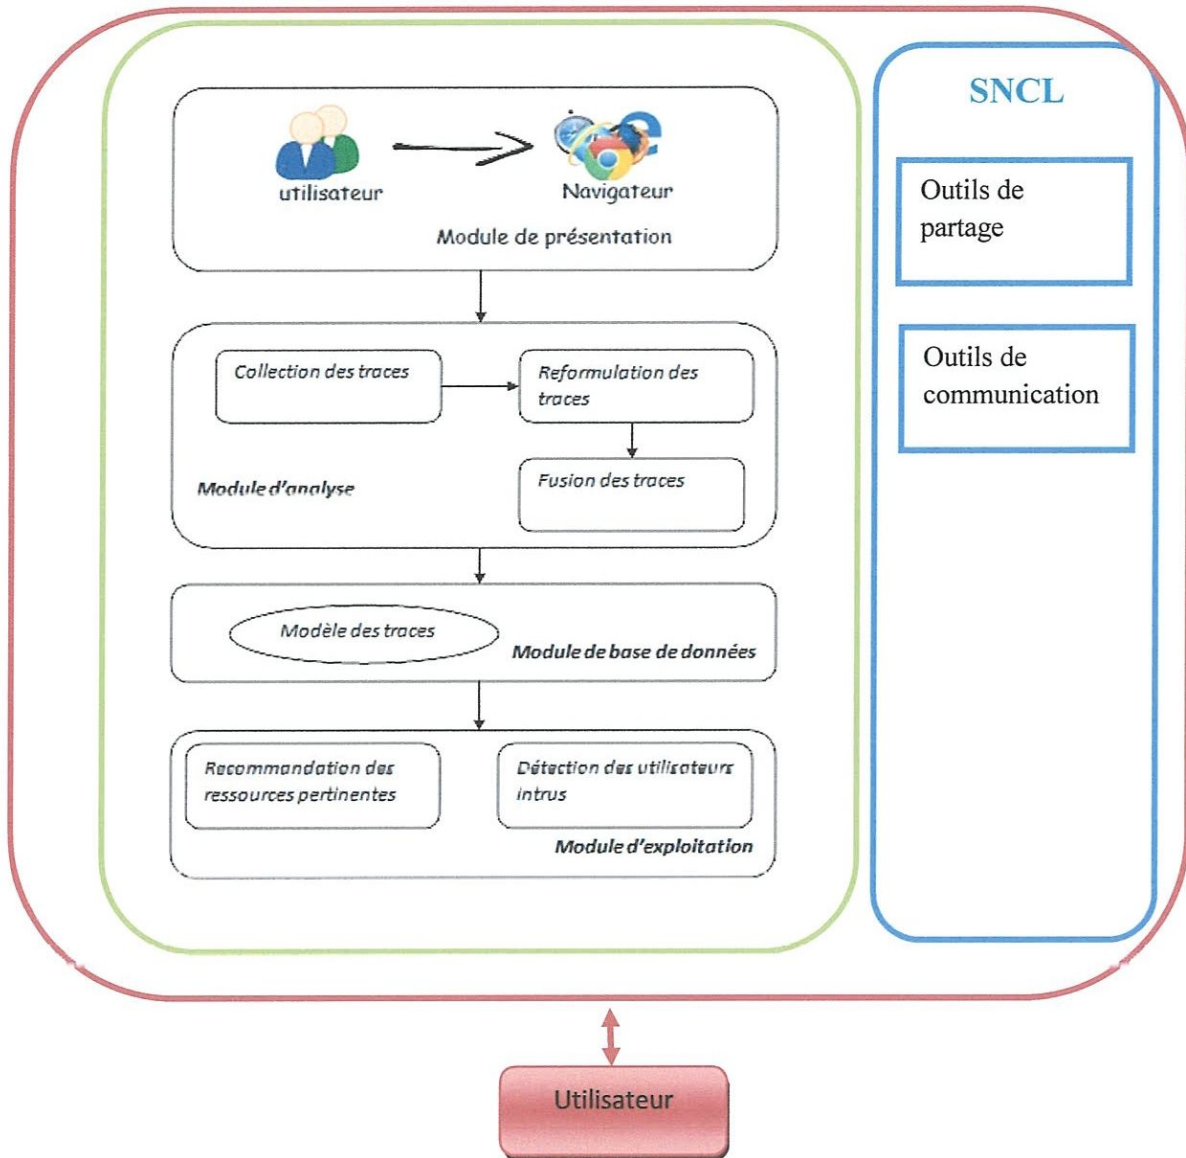 utilisateur
Navigateur
Module de présentation
Collection des traces
Reformulation des
traces
Fusion des traces
Module d'analyse
Modèle des traces
Module de base de données
Recommandation des
ressources pertinentes
Détection des utilisateurs
intrus
Module d'exploitation
SNCL
Outils de
partage
Outils de
communication
Utilisateur